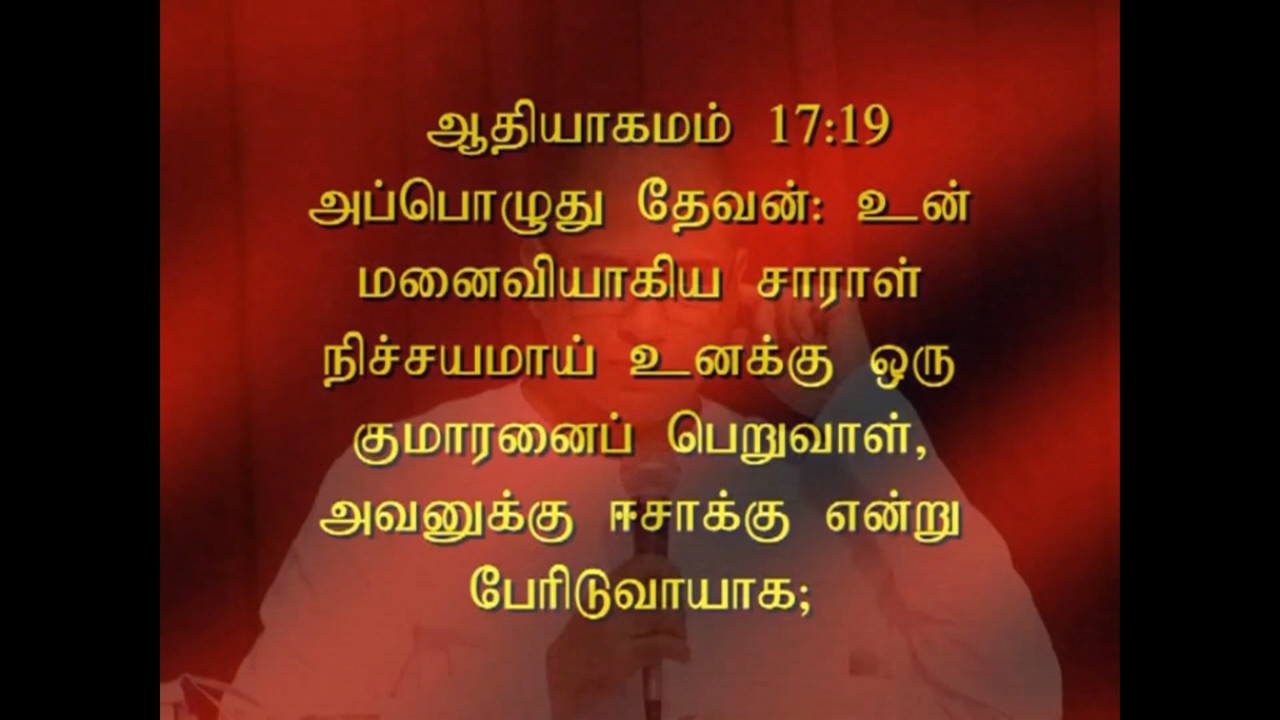 ஆதியாகமம் 17:19
அப்பொழுது தேவன்: உன்
மனைவியாகிய சாராள்
நிச்சயமாய் உனக்கு ஒரு
குமாரனைப் பெறுவாள்,
அவனுக்கு ஈசாக்கு என்று
பேரிடுவாயாக;